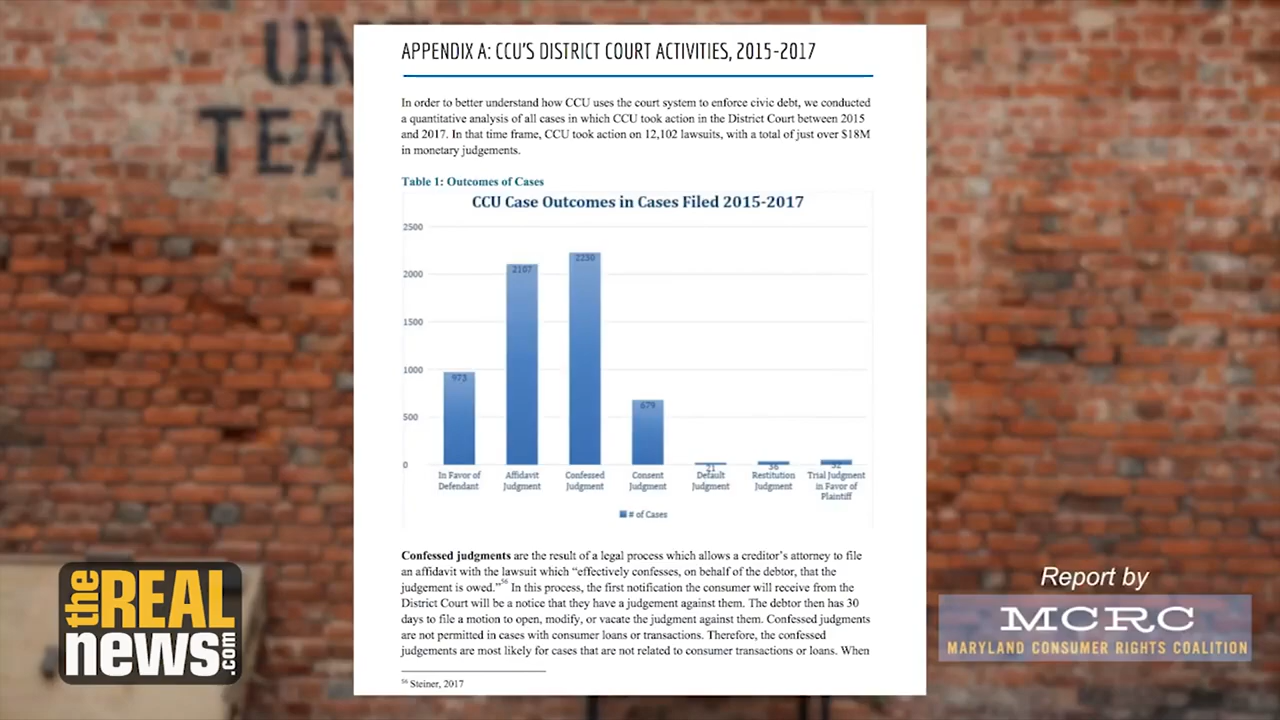 UN
TEA
APPENDIX A: CCU'S DISTRICT COURT ACTIVITIES, 2015-2017
In order to better understand how CCU uses the court system to enforce civic debt, we conducted
a quantitative analysis of all cases in which CCU took action in the District Court between 2015
and 2017. In that time frame, CCU took action on 12,102 lawsuits, with a total of just over $18M
in monetary judgements.
Table 1: Outcomes of Cases
CCU Case Outcomes in Cases Filed 2015-2017
2500
2000
1500
1000
500
0
973
2107
2230
679
21
36
In Favor of
Defendant
Affidavit
Judgment
Confessed
Judgment
Consent
Judgment
Default
Judgment
Restitution
Judgment
Trial Judgment
in Favor of
Plaintiff
# of Cases
Confessed judgments are the result of a legal process which allows a creditor's attorney to file
an affidavit with the lawsuit which "effectively confesses, on behalf of the debtor, that the
judgement is owed."56 In this process, the first notification the consumer will receive from the
District Court will be a notice that they have a judgement against them. The debtor then has 30
days to file a motion to open, modify, or vacate the judgment against them. Confessed judgments
are not permitted in cases with consumer loans or transactions. Therefore, the confessed
judgements are most likely for cases that are not related to consumer transactions or loans. When
56 Steiner, 2017
the REAL
news.com
Report by
MCRC
MARYLAND CONSUMER RIGHTS COALITION